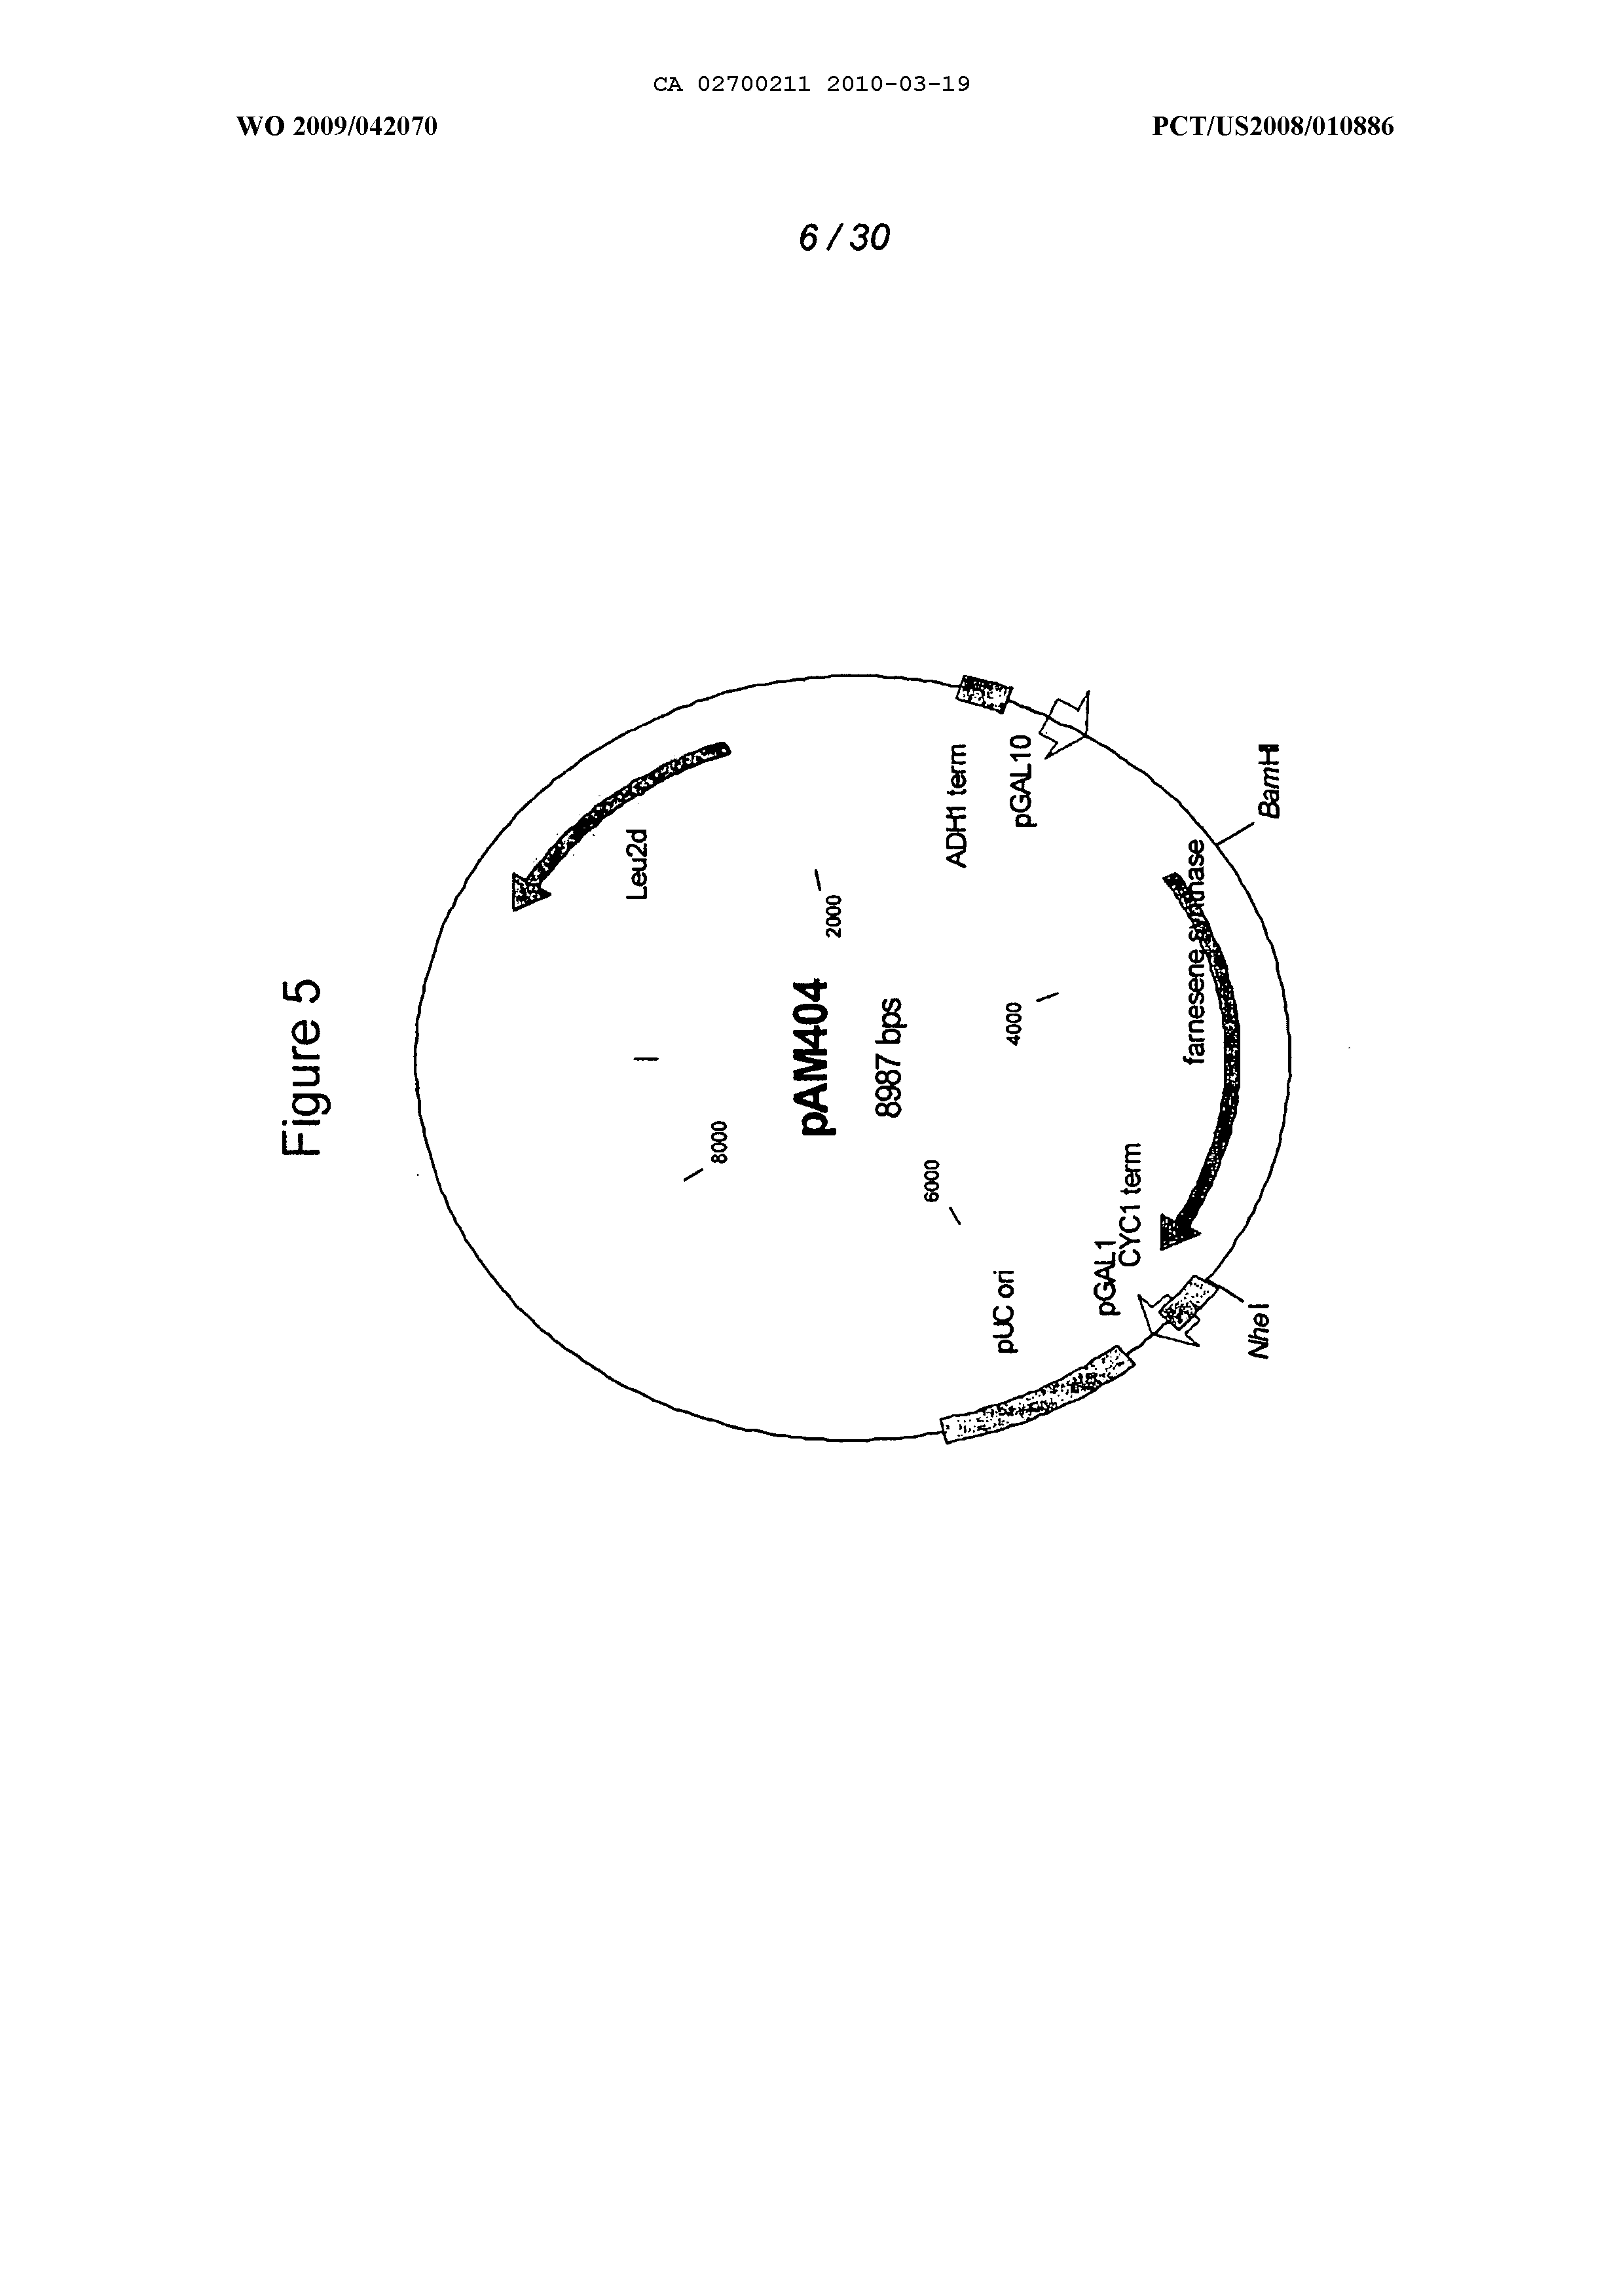 CA 02700211 2010-03-19
WO 2009/042070
PCT/US2008/010886
6 / 30
Figure 5
Leu2d
8000
2000
pAM404
8987 bps
6000
4000
ADH1 term
pGAL10
pUC ori
pGAL1
CYC1 term
farnesene synthase
NheI
BamHI